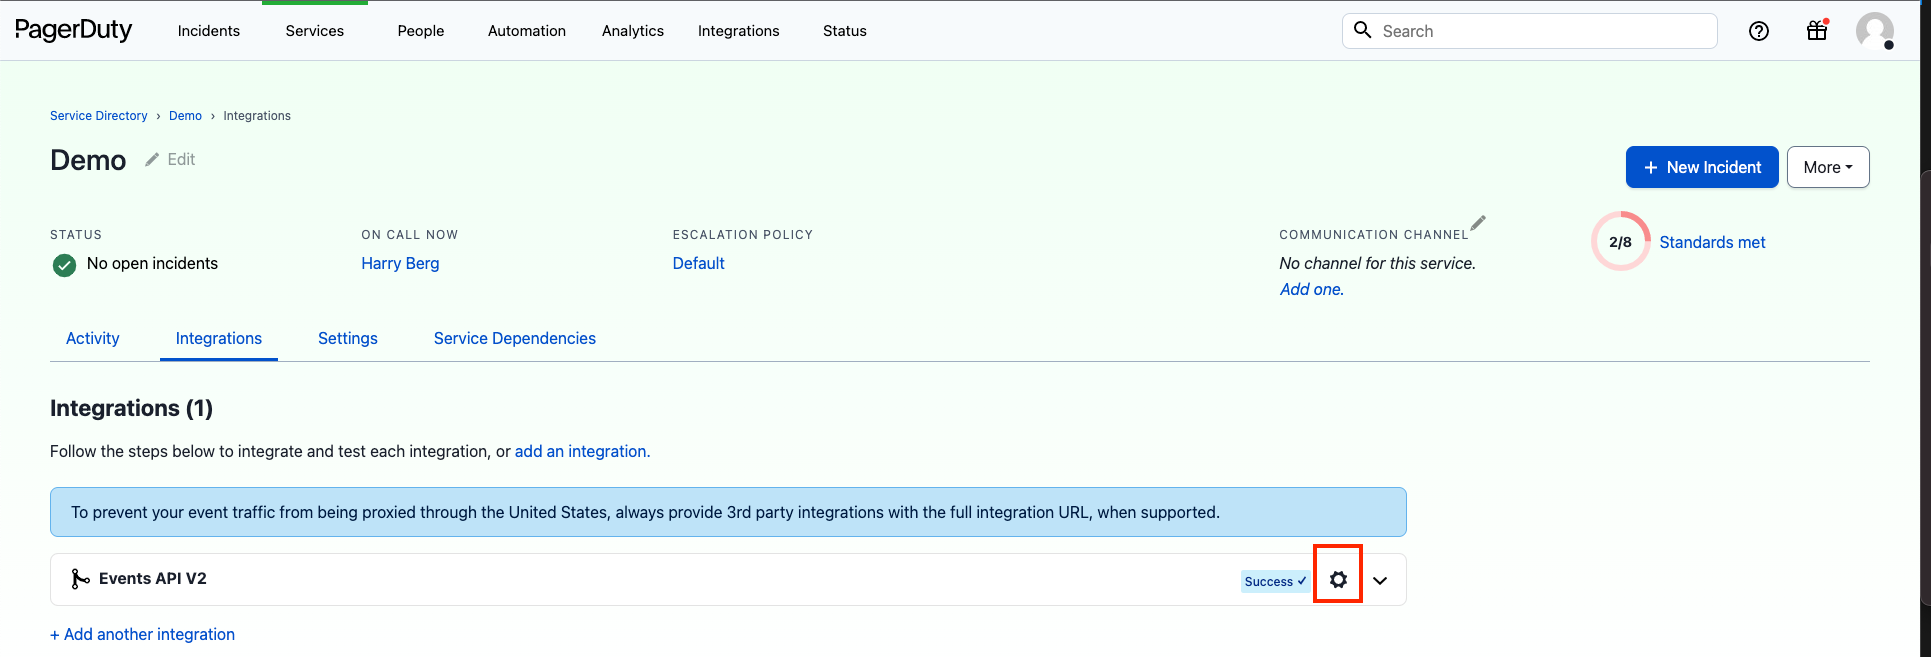 PagerDuty Incidents Services People Automation Analytics Integrations Status Search
Service Directory › Demo › Integrations
Demo Edit
+ New Incident More
STATUS ON CALL NOW ESCALATION POLICY COMMUNICATION CHANNEL
2/8 Standards met
No open incidents Harry Berg Default No channel for this service.
Add one.
Activity Integrations Settings Service Dependencies
Integrations (1)
Follow the steps below to integrate and test each integration, or add an integration.
To prevent your event traffic from being proxied through the United States, always provide 3rd party integrations with the full integration URL, when supported.
Events API V2 Success ✓
+ Add another integration